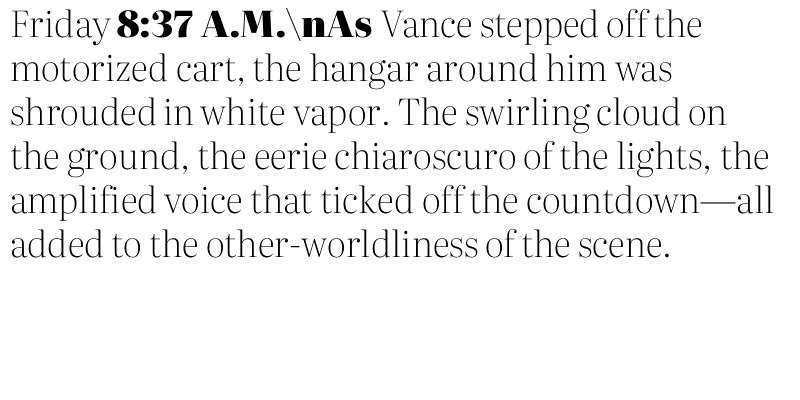 Friday 8:37 A.M.\nAs Vance stepped off the
motorized cart, the hangar around him was
shrouded in white vapor. The swirling cloud on
the ground, the eerie chiaroscuro of the lights, the
amplified voice that ticked off the countdown—all
added to the other-worldliness of the scene.